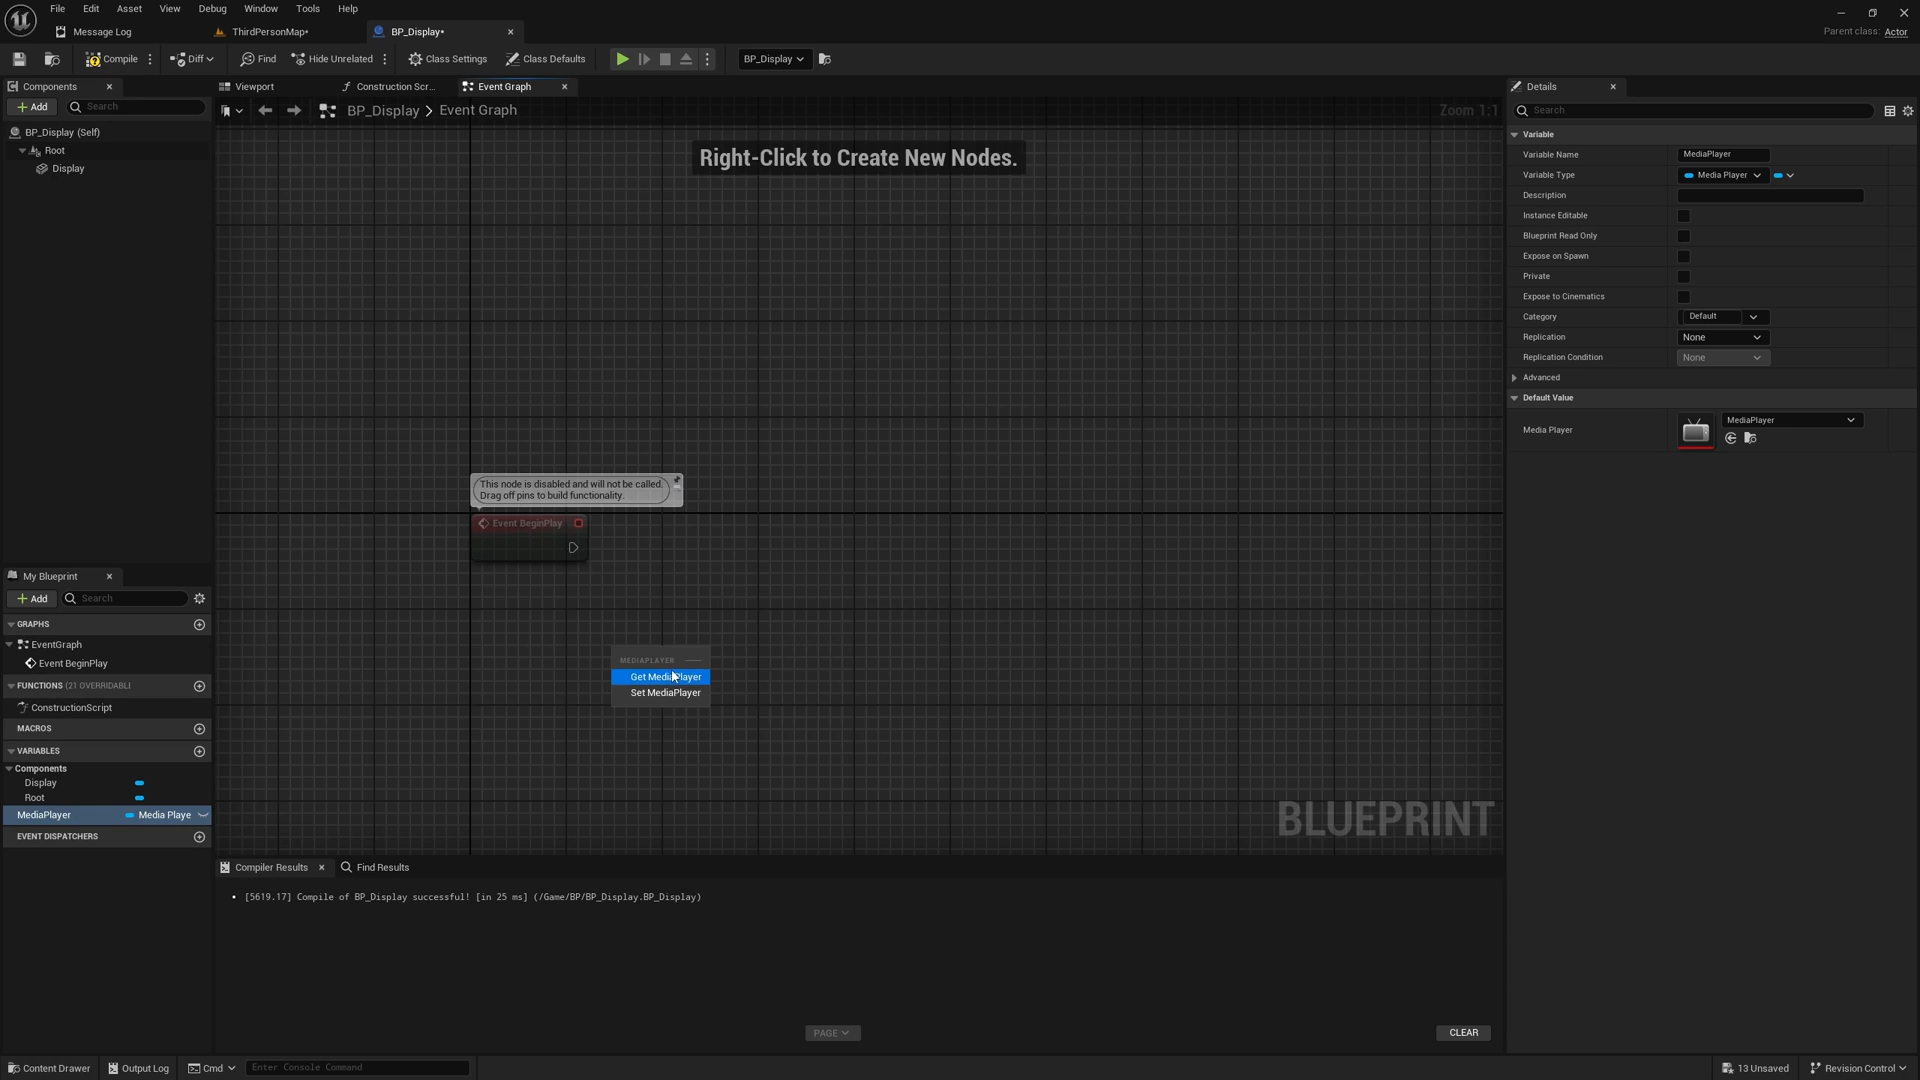 File Edit Asset View Debug Window Tools Help
Message Log
ThirdPersonMap•
BP_Display•
Parent class: Actor
Compile
Diff
Find
Hide Unrelated
Class Settings
Class Defaults
BP_Display
Components
Add
Search
BP_Display (Self)
Root
Display
Viewport
Construction Scr...
Event Graph
BP_Display > Event Graph
Zoom 1:1
Right-Click to Create New Nodes.
This node is disabled and will not be called.
Drag off pins to build functionality.
Event BeginPlay
MEDIAPLAYER
Get MediaPlayer
Set MediaPlayer
BLUEPRINT
My Blueprint
Add
Search
GRAPHS
EventGraph
Event BeginPlay
FUNCTIONS (21 OVERRIDABLI
ConstructionScript
MACROS
VARIABLES
Components
Display
Root
MediaPlayer Media Playe
EVENT DISPATCHERS
Compiler Results
Find Results
[5619.17] Compile of BP_Display successful! [in 25 ms] (/Game/BP/BP_Display.BP_Display)
PAGE
CLEAR
Details
Search
Variable
Variable Name MediaPlayer
Variable Type Media Player
Description
Instance Editable
Blueprint Read Only
Expose on Spawn
Private
Expose to Cinematics
Category Default
Replication None
Replication Condition None
Advanced
Default Value
Media Player MediaPlayer
Content Drawer
Output Log
Cmd
Enter Console Command
13 Unsaved
Revision Control